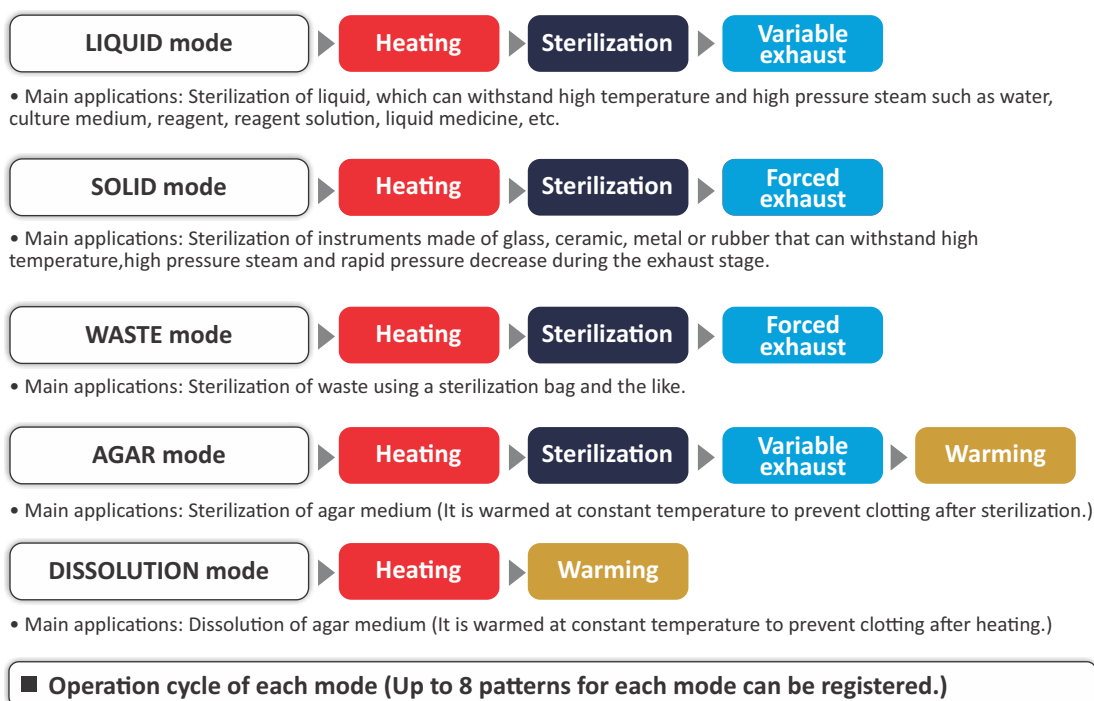 LIQUID mode
Heating
Sterilization
Variable
exhaust
• Main applications: Sterilization of liquid, which can withstand high temperature and high pressure steam such as water,
culture medium, reagent, reagent solution, liquid medicine, etc.
SOLID mode
Heating
Sterilization
Forced
exhaust
• Main applications: Sterilization of instruments made of glass, ceramic, metal or rubber that can withstand high
temperature,high pressure steam and rapid pressure decrease during the exhaust stage.
WASTE mode
Heating
Sterilization
Forced
exhaust
• Main applications: Sterilization of waste using a sterilization bag and the like.
AGAR mode
Heating
Sterilization
Variable
exhaust
Warming
• Main applications: Sterilization of agar medium (It is warmed at constant temperature to prevent clotting after sterilization.)
DISSOLUTION mode
Heating
Warming
• Main applications: Dissolution of agar medium (It is warmed at constant temperature to prevent clotting after heating.)
■ Operation cycle of each mode (Up to 8 patterns for each mode can be registered.)